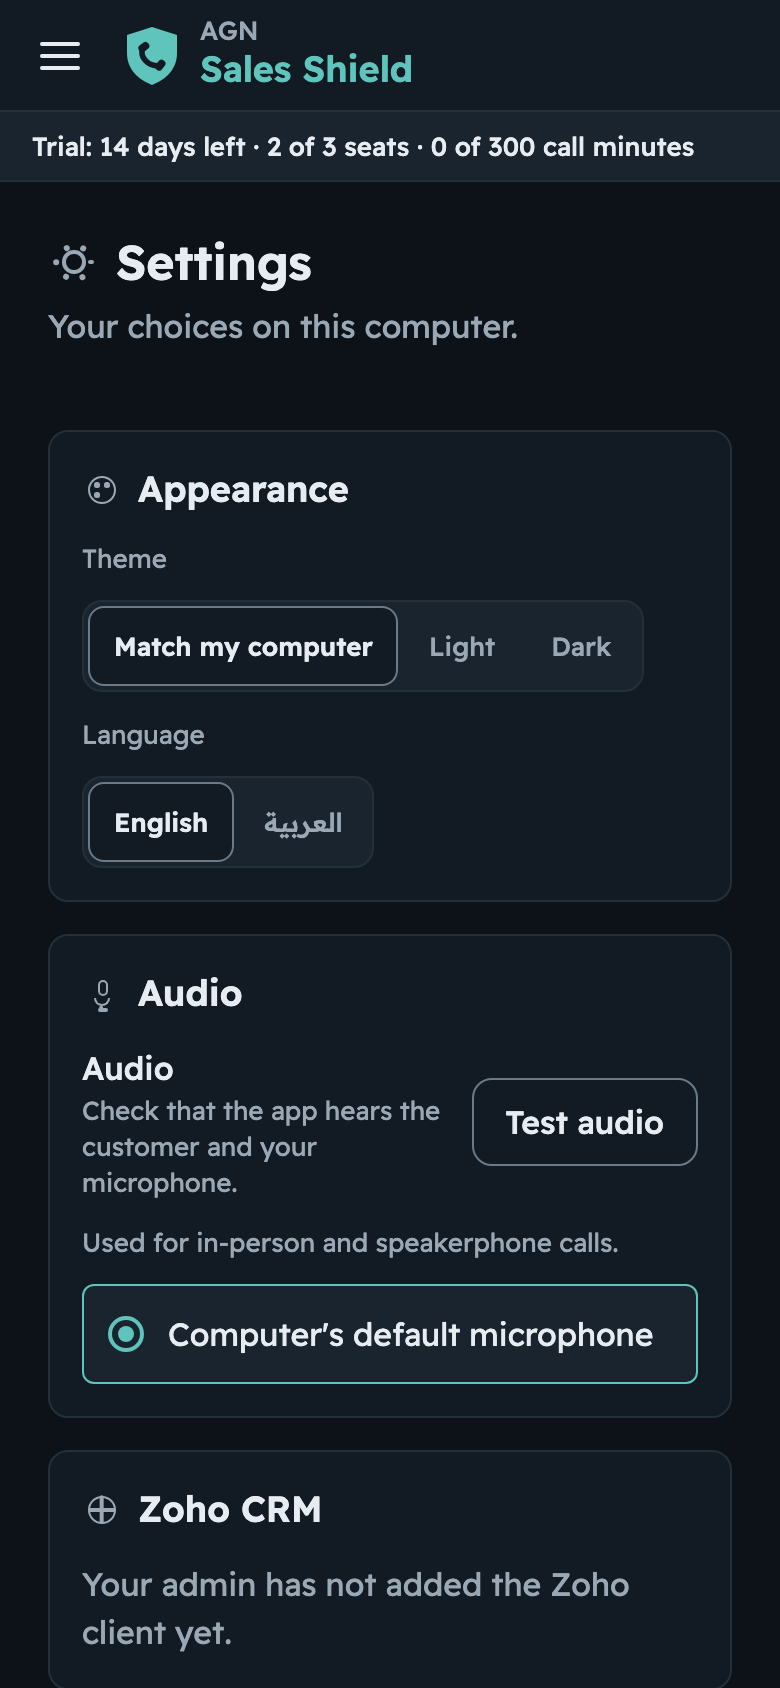 AGN
Sales Shield
Trial: 14 days left · 2 of 3 seats · 0 of 300 call minutes
Settings
Your choices on this computer.
Appearance
Theme
Match my computer
Light
Dark
Language
English
العربية
Audio
Audio
Check that the app hears the
customer and your
microphone.
Test audio
Used for in-person and speakerphone calls.
Computer's default microphone
Zoho CRM
Your admin has not added the Zoho
client yet.